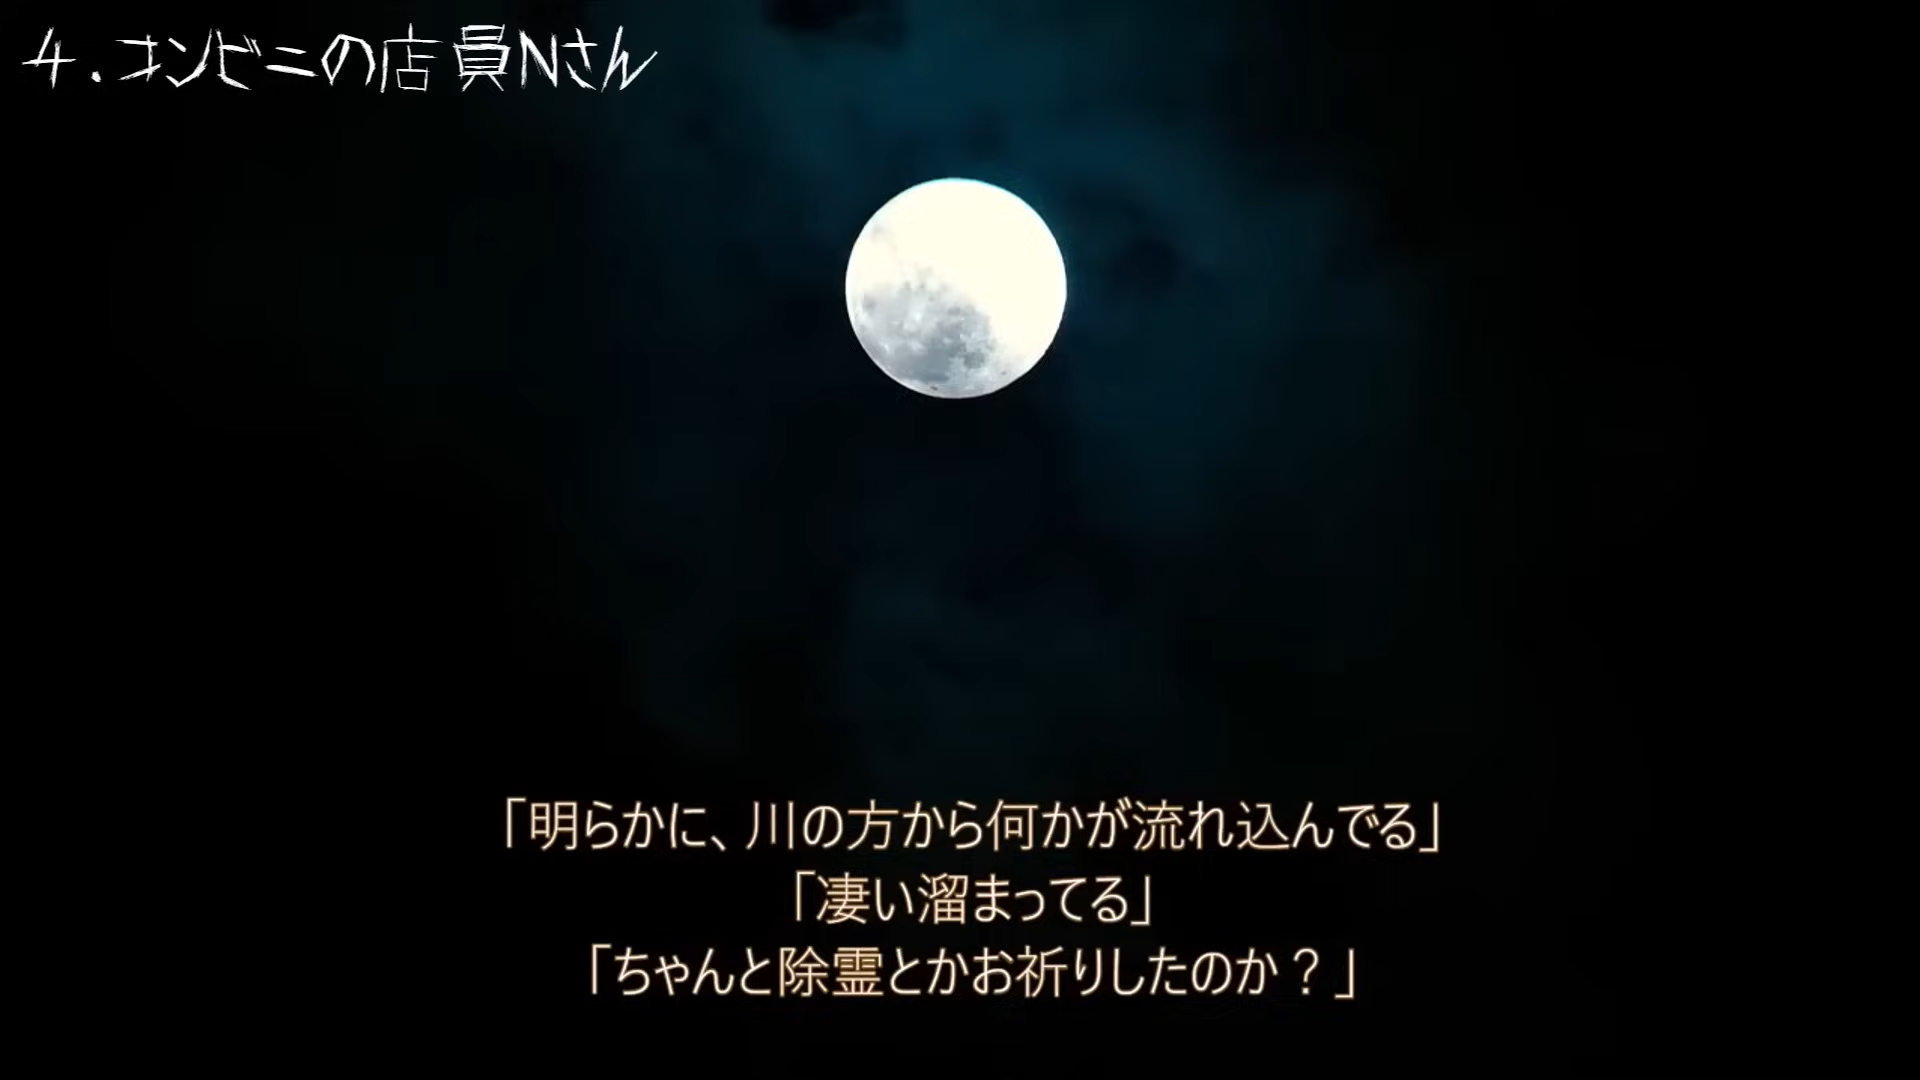 4.コンビニの店員Nさん
「明らかに、川の方から何かが流れ込んでる」
「凄い溜まってる」
「ちゃんと除霊とかお祈りしたのか？」